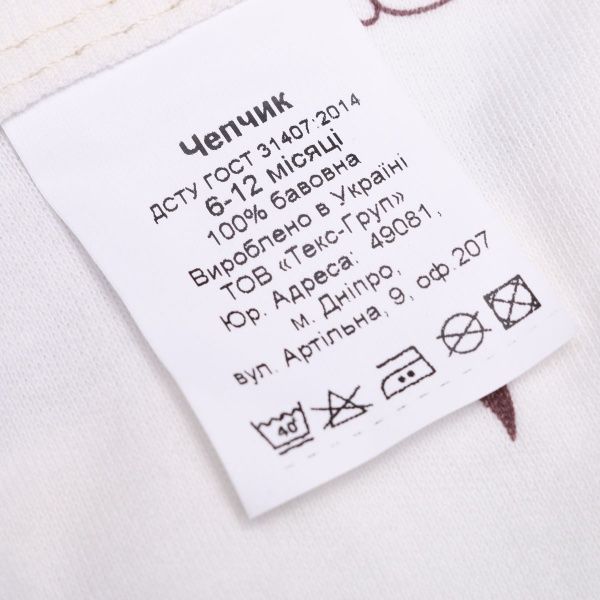 Чепчик
ДСТУ ГОСТ 31407:2014
6-12 місяці
100% бавовна
Вироблено в Україні
ТОВ «Текс-Груп»
Юр. Адреса: 49081,
м. Дніпро,
вул. Артільна, 9, оф.207
40°